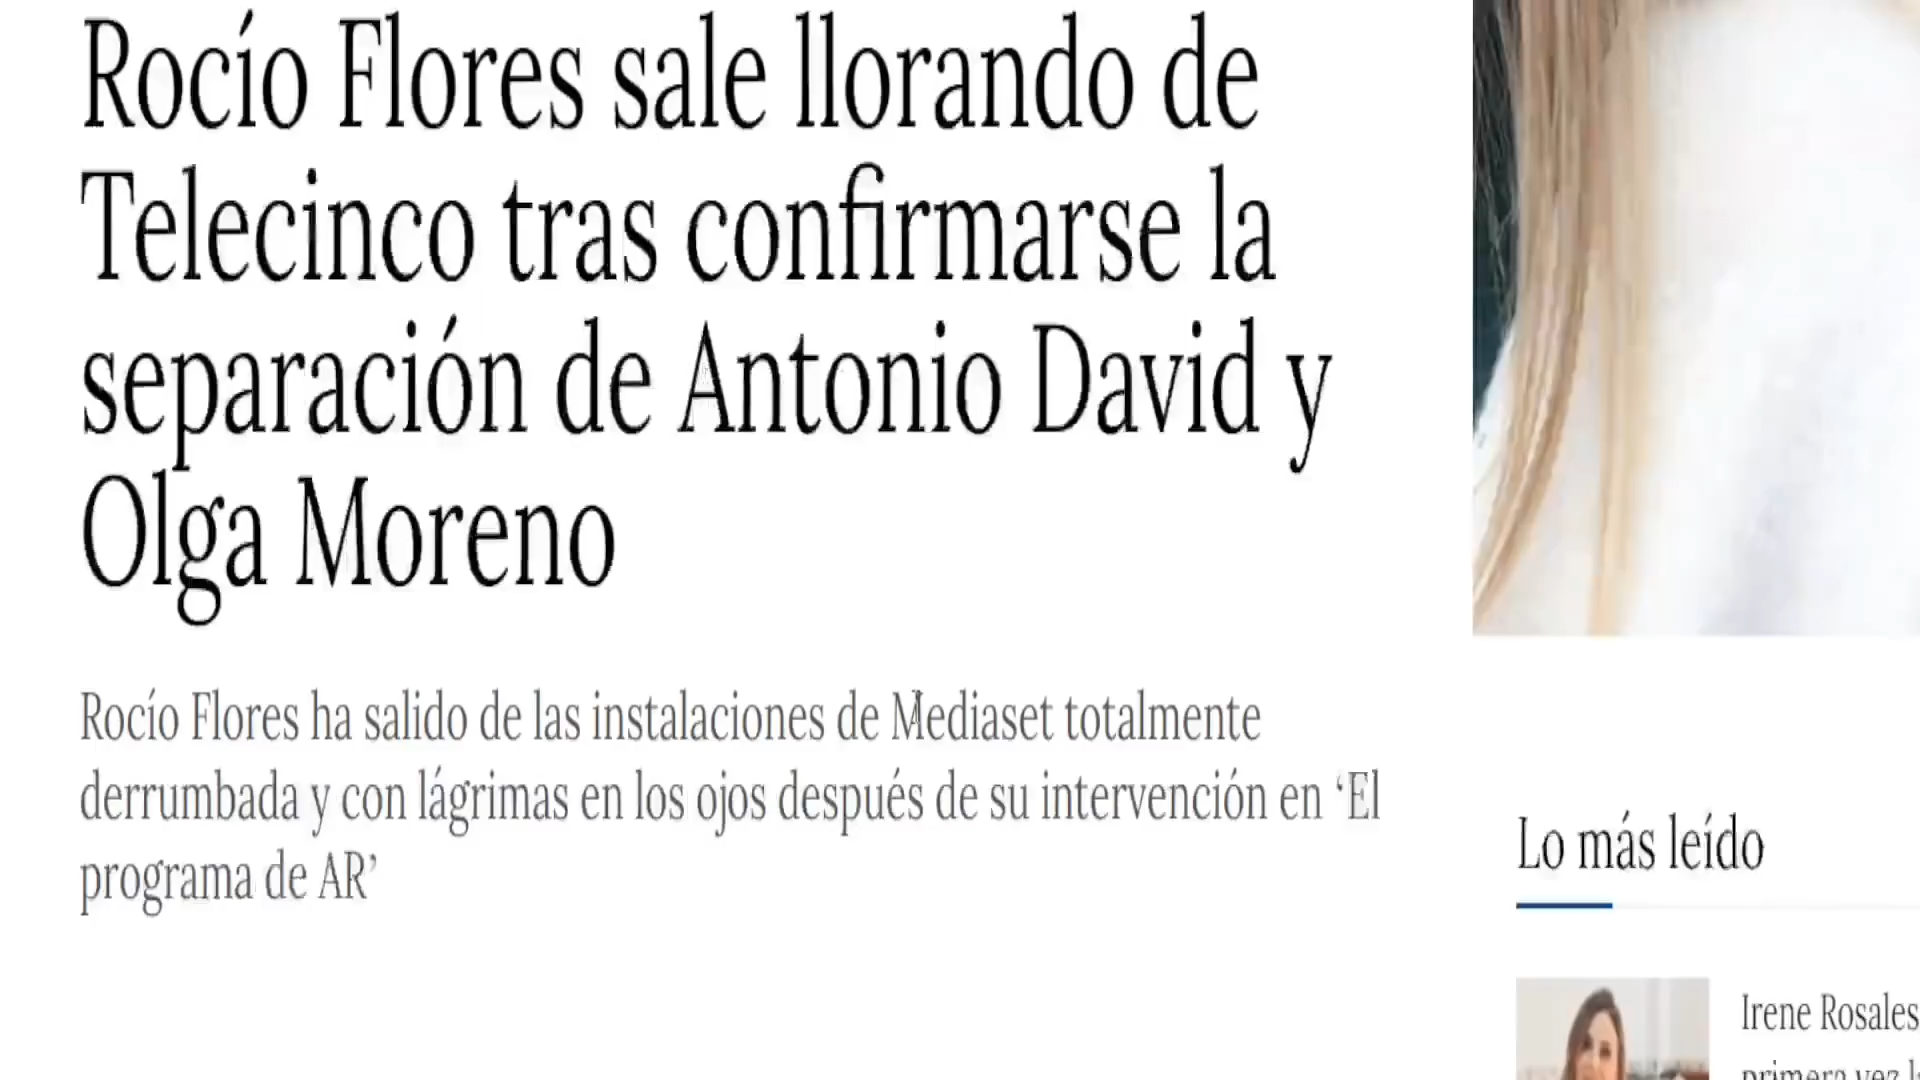 Rocío Flores sale llorando de
Telecinco tras confirmarse la
separación de Antonio David y
Olga Moreno
Rocío Flores ha salido de las instalaciones de Mediaset totalmente
derrumbada y con lágrimas en los ojos después de su intervención en ‘El
programa de AR’
Lo más leído
Irene Rosales
primera vez